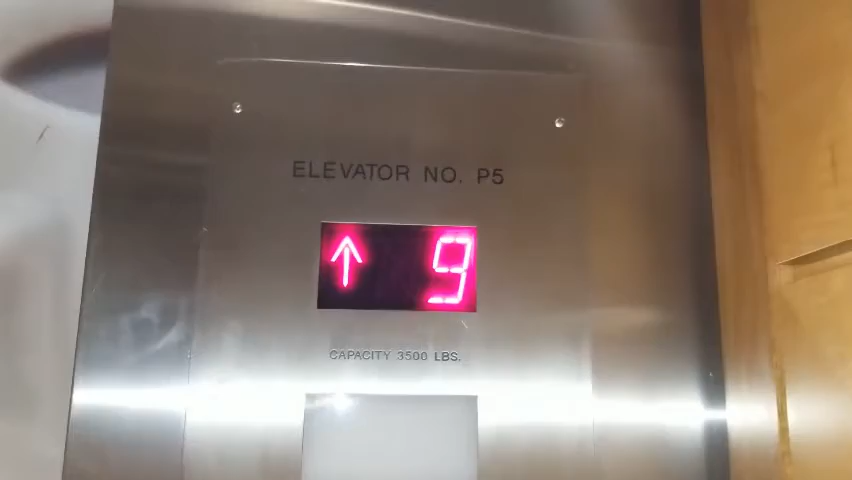 ELEVATOR NO. P5
↑ 9
CAPACITY 3500 LBS.